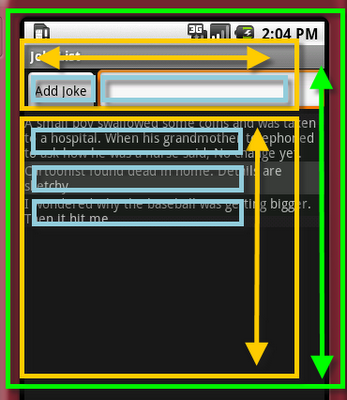 3G 2:04 PM
Joke List
Add Joke
A small boy swallowed some coins and was taken
to a hospital. When his grandmother telephoned
to ask how he was a nurse said, No change yet.
Cartoonist found dead in home. Details are
sketchy.
I wondered why the baseball was getting bigger.
Then it hit me.